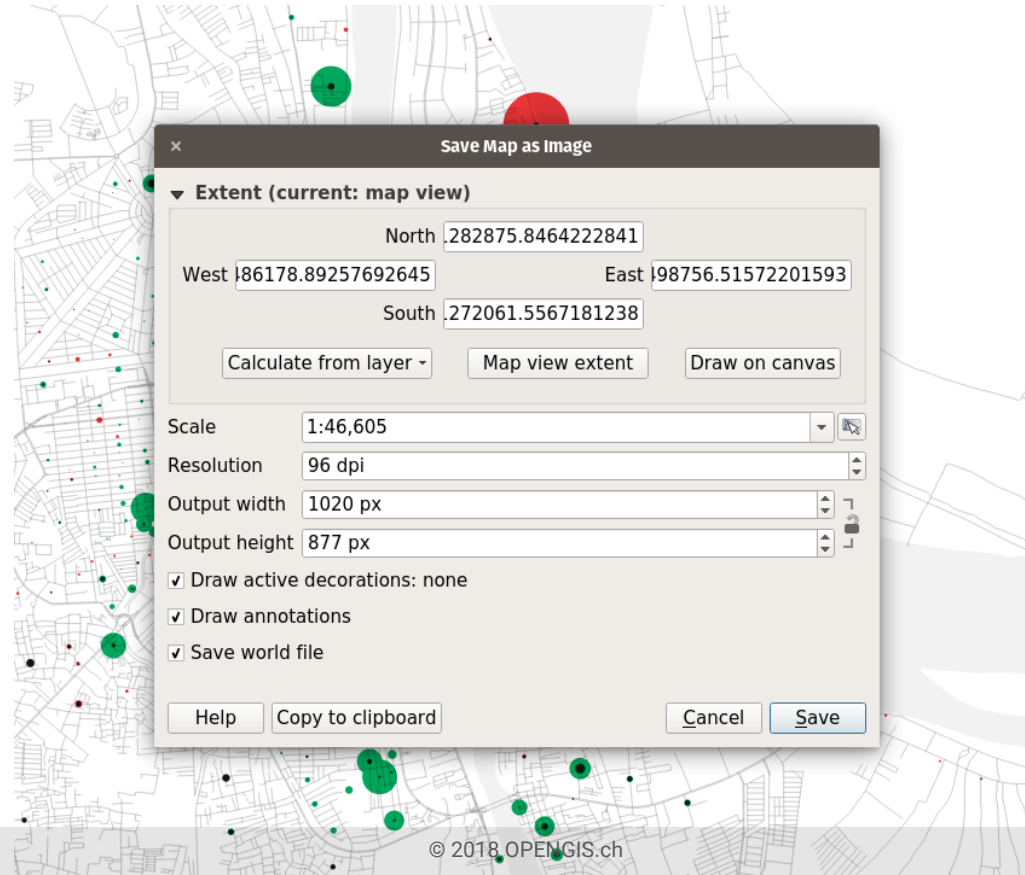 Save Map as Image
Extent (current: map view)
North .282875.8464222841
West 486178.89257692645 East 498756.51572201593
South .272061.5567181238
Calculate from layer Map view extent Draw on canvas
Scale 1:46,605
Resolution 96 dpi
Output width 1020 px
Output height 877 px
Draw active decorations: none
Draw annotations
Save world file
Help Copy to clipboard Cancel Save
© 2018 OPENGIS.ch